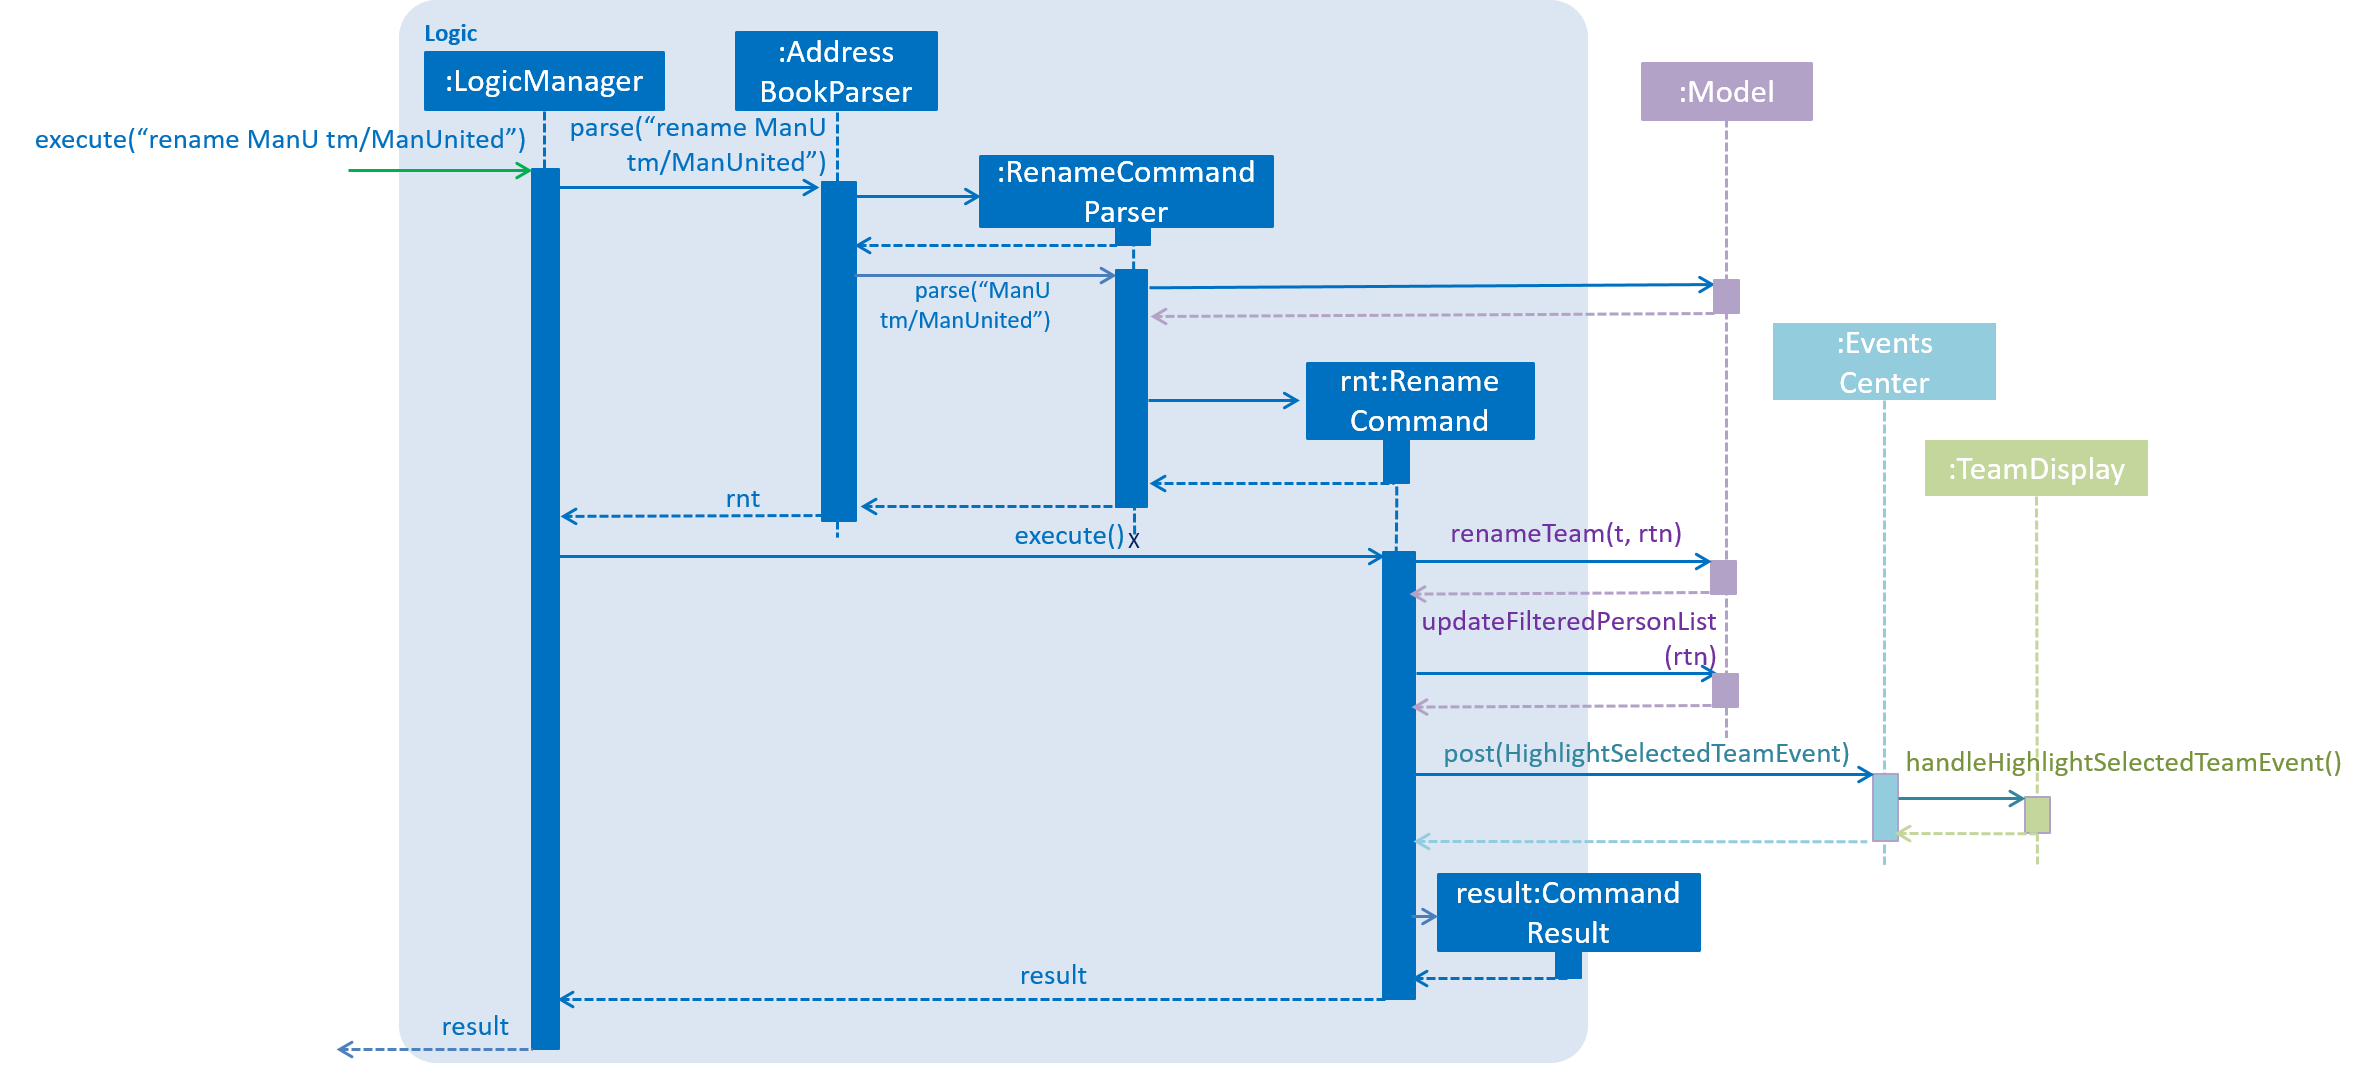 Logic
:LogicManager
:Address
BookParser
:Model
execute(“rename ManU tm/ManUnited”)
parse(“rename ManU
tm/ManUnited”)
:RenameCommand
Parser
parse(“ManU
tm/ManUnited”)
:Events
Center
rnt:Rename
Command
:TeamDisplay
rnt
execute()
X
renameTeam(t, rtn)
updateFilteredPersonList
(rtn)
post(HighlightSelectedTeamEvent)
handleHighlightSelectedTeamEvent()
result:Command
Result
result
result